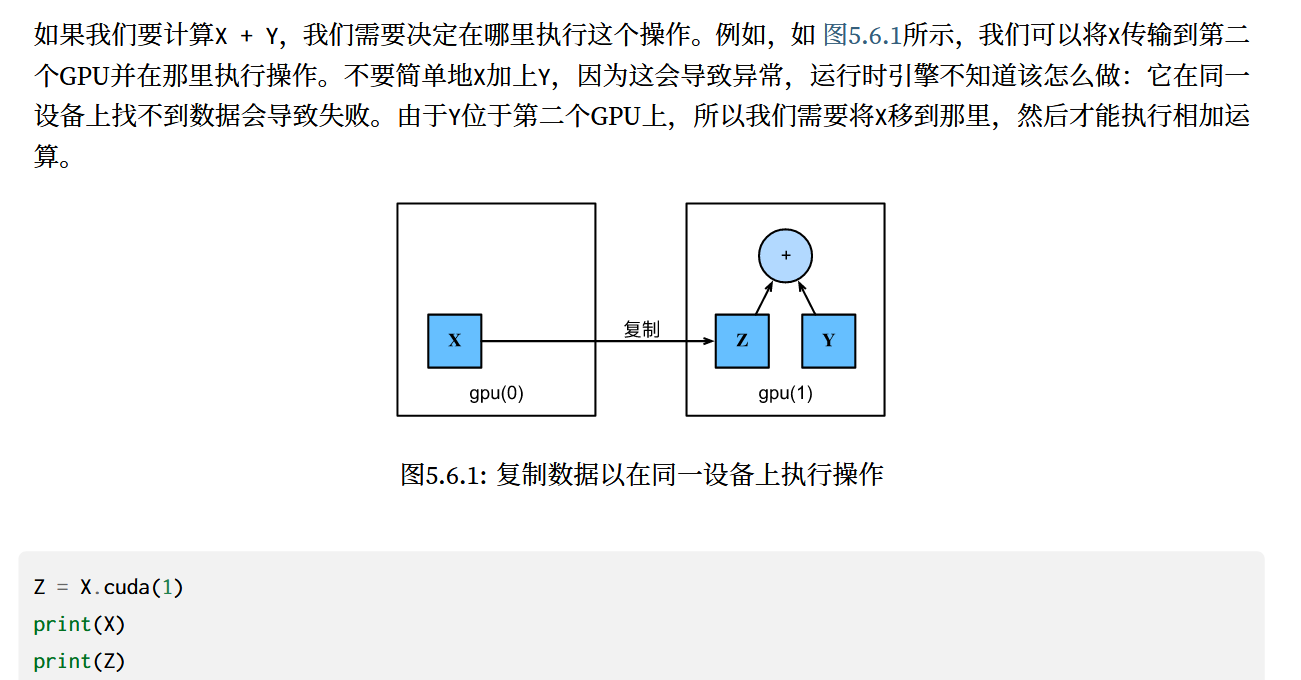 如果我们要计算X + Y，我们需要决定在哪里执行这个操作。例如，如 图5.6.1所示，我们可以将X传输到第二
个GPU并在那里执行操作。不要简单地X加上Y，因为这会导致异常，运行时引擎不知道该怎么做：它在同一
设备上找不到数据会导致失败。由于Y位于第二个GPU上，所以我们需要将X移到那里，然后才能执行相加运
算。
+
复制
X
Z
Y
gpu(0)
gpu(1)
图5.6.1: 复制数据以在同一设备上执行操作
Z = X.cuda(1)
print(X)
print(Z)